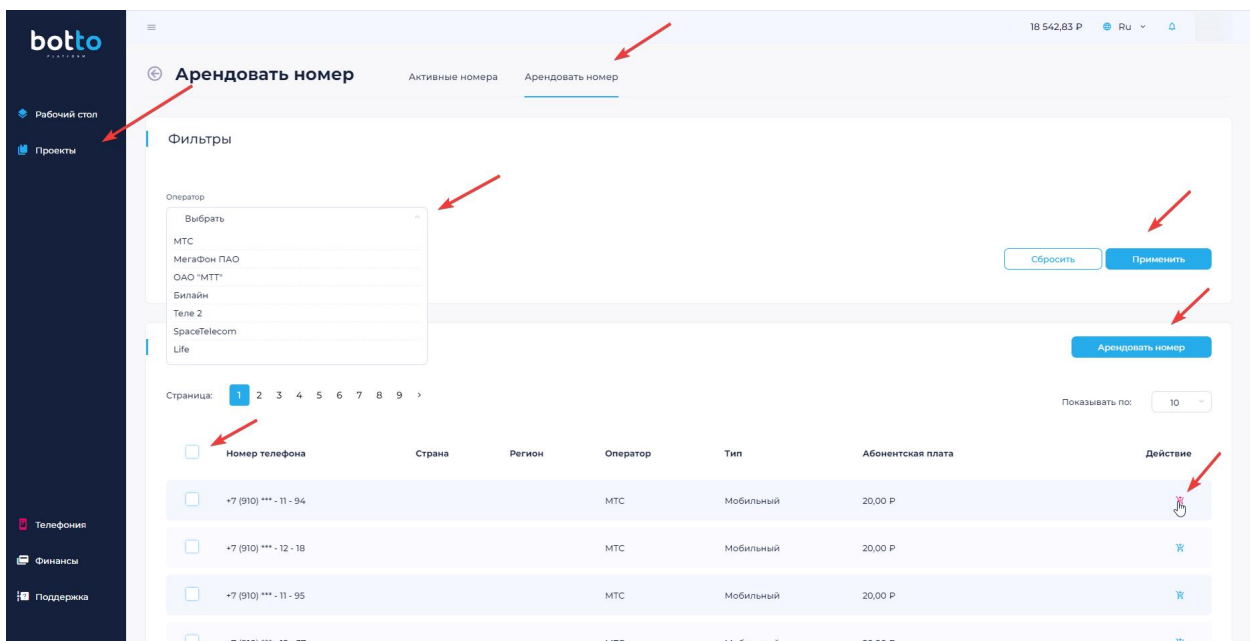 botto
PLATFORM
18 542,83 Р
Ru
Арендовать номер
Активные номера
Арендовать номер
Рабочий стол
Проекты
Фильтры
Оператор
Выбрать
МТС
МегаФон ПАО
ОАО "МТТ"
Билайн
Теле 2
SpaceTelecom
Life
Сбросить
Применить
Арендовать номер
Страница: 1 2 3 4 5 6 7 8 9 >
Показывать по: 10
Номер телефона Страна Регион Оператор Тип Абонентская плата Действие
+7 (910) *** - 11 - 94 МТС Мобильный 20,00 Р
+7 (910) *** - 12 - 18 МТС Мобильный 20,00 Р
+7 (910) *** - 11 - 95 МТС Мобильный 20,00 Р
Телефония
Финансы
Поддержка